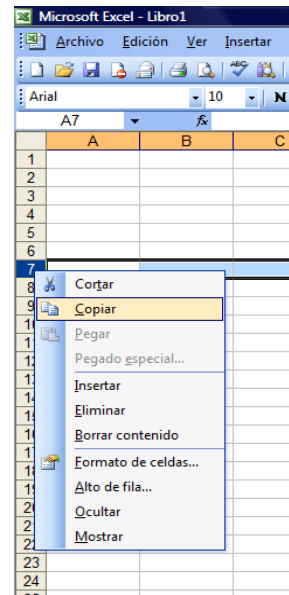 Microsoft Excel - Libro1
Archivo Edición Ver Insertar
Arial 10 N
A7 fx
A B C
1
2
3
4
5
6
7
8 Cortar
9 Copiar
Pegar
Pegado especial...
Insertar
Eliminar
Borrar contenido
Formato de celdas...
Alto de fila...
Ocultar
Mostrar
23
24